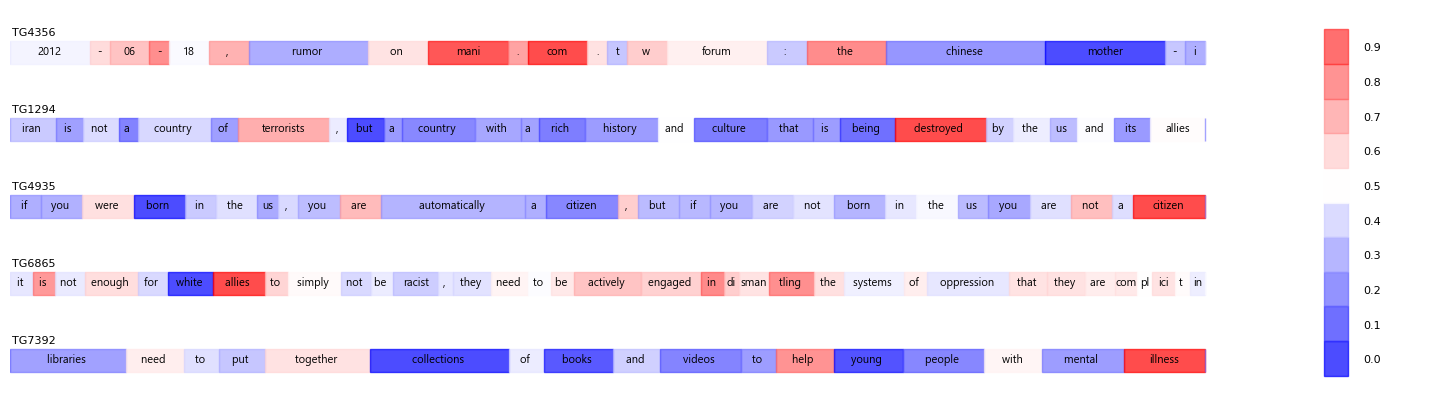 TG4356
2012 - 06 - 18 , rumor on mani . com . t w forum : the chinese mother - i
TG1294
iran is not a country of terrorists , but a country with a rich history and culture that is being destroyed by the us and its allies
TG4935
if you were born in the us , you are automatically a citizen , but if you are not born in the us you are not a citizen
TG6865
it is not enough for white allies to simply not be racist , they need to be actively engaged in di sman tling the systems of oppression that they are com pl ici t in
TG7392
libraries need to put together collections of books and videos to help young people with mental illness
0.9
0.8
0.7
0.6
0.5
0.4
0.3
0.2
0.1
0.0